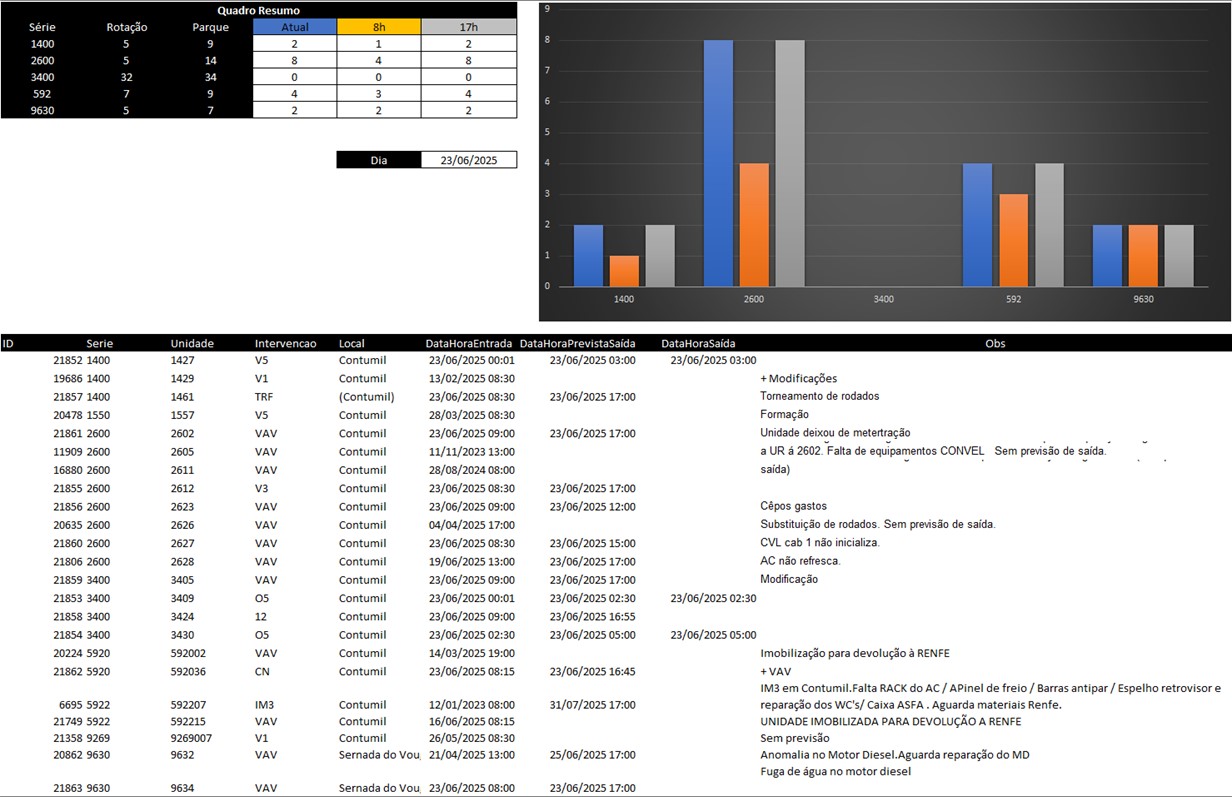 Quadro Resumo
Série Rotação Parque Atual 8h 17h
1400 5 9 2 1 2
2600 5 14 8 4 8
3400 32 34 0 0 0
592 7 9 4 3 4
9630 5 7 2 2 2
Dia 23/06/2025
9
8
7
6
5
4
3
2
1
0
1400 2600 3400 592 9630
ID Serie Unidade Intervencao Local DataHoraEntrada DataHoraPrevistaSaída DataHoraSaída Obs
21852 1400 1427 V5 Contumil 23/06/2025 00:01 23/06/2025 03:00 23/06/2025 03:00
19686 1400 1429 V1 Contumil 13/02/2025 08:30 + Modificações
21857 1400 1461 TRF (Contumil) 23/06/2025 08:30 23/06/2025 17:00 Torneamento de rodados
20478 1550 1557 V5 Contumil 28/03/2025 08:30 Formação
21861 2600 2602 VAV Contumil 23/06/2025 09:00 23/06/2025 17:00 Unidade deixou de metertração
11909 2600 2605 VAV Contumil 11/11/2023 13:00 a UR á 2602. Falta de equipamentos CONVEL Sem previsão de saída.
16880 2600 2611 VAV Contumil 28/08/2024 08:00 saída)
21855 2600 2612 V3 Contumil 23/06/2025 08:30 23/06/2025 17:00
21856 2600 2623 VAV Contumil 23/06/2025 09:00 23/06/2025 12:00 Cêpos gastos
20635 2600 2626 VAV Contumil 04/04/2025 17:00 Substituição de rodados. Sem previsão de saída.
21860 2600 2627 VAV Contumil 23/06/2025 08:30 23/06/2025 15:00 CVL cab 1 não inicializa.
21806 2600 2628 VAV Contumil 19/06/2025 13:00 23/06/2025 17:00 AC não refresca.
21859 3400 3405 VAV Contumil 23/06/2025 09:00 23/06/2025 17:00 Modificação
21853 3400 3409 O5 Contumil 23/06/2025 00:01 23/06/2025 02:30 23/06/2025 02:30
21858 3400 3424 12 Contumil 23/06/2025 09:00 23/06/2025 16:55
21854 3400 3430 O5 Contumil 23/06/2025 02:30 23/06/2025 05:00 23/06/2025 05:00
20224 5920 592002 VAV Contumil 14/03/2025 19:00 Imobilização para devolução à RENFE
21862 5920 592036 CN Contumil 23/06/2025 08:15 23/06/2025 16:45 + VAV
IM3 em Contumil.Falta RACK do AC / APinel de freio / Barras antipar / Espelho retrovisor e
6695 5922 592207 IM3 Contumil 12/01/2023 08:00 31/07/2025 17:00 reparação dos WC's/ Caixa ASFA . Aguarda materiais Renfe.
21749 5922 592215 VAV Contumil 16/06/2025 08:15 UNIDADE IMOBILIZADA PARA DEVOLUÇÃO A RENFE
21358 9269 9269007 V1 Contumil 26/05/2025 08:30 Sem previsão
20862 9630 9632 VAV Sernada do Vou 21/04/2025 13:00 25/06/2025 17:00 Anomalia no Motor Diesel.Aguarda reparação do MD
Fuga de água no motor diesel
21863 9630 9634 VAV Sernada do Vou 23/06/2025 08:00 23/06/2025 17:00